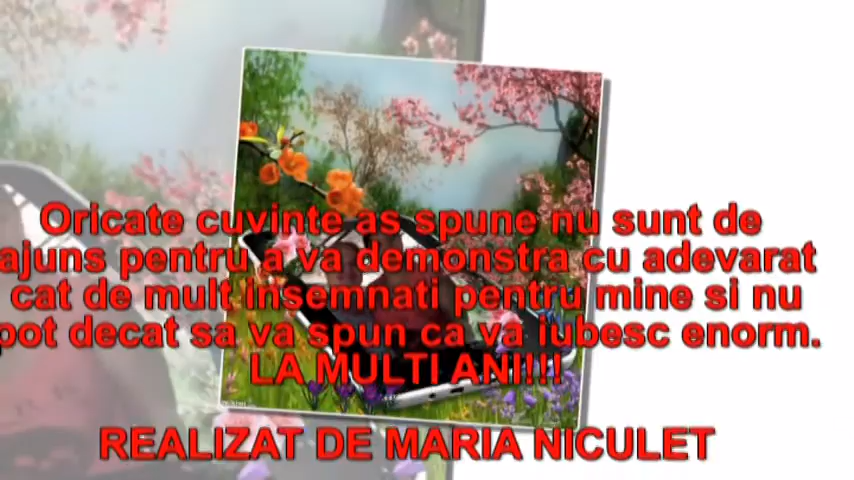 Oricate cuvinte as spune nu sunt de
ajuns pentru a va demonstra cu adevarat
cat de mult insemnati pentru mine si nu
pot decat sa va spun ca va iubesc enorm.
LA MULTI ANI!!!
REALIZAT DE MARIA NICULET